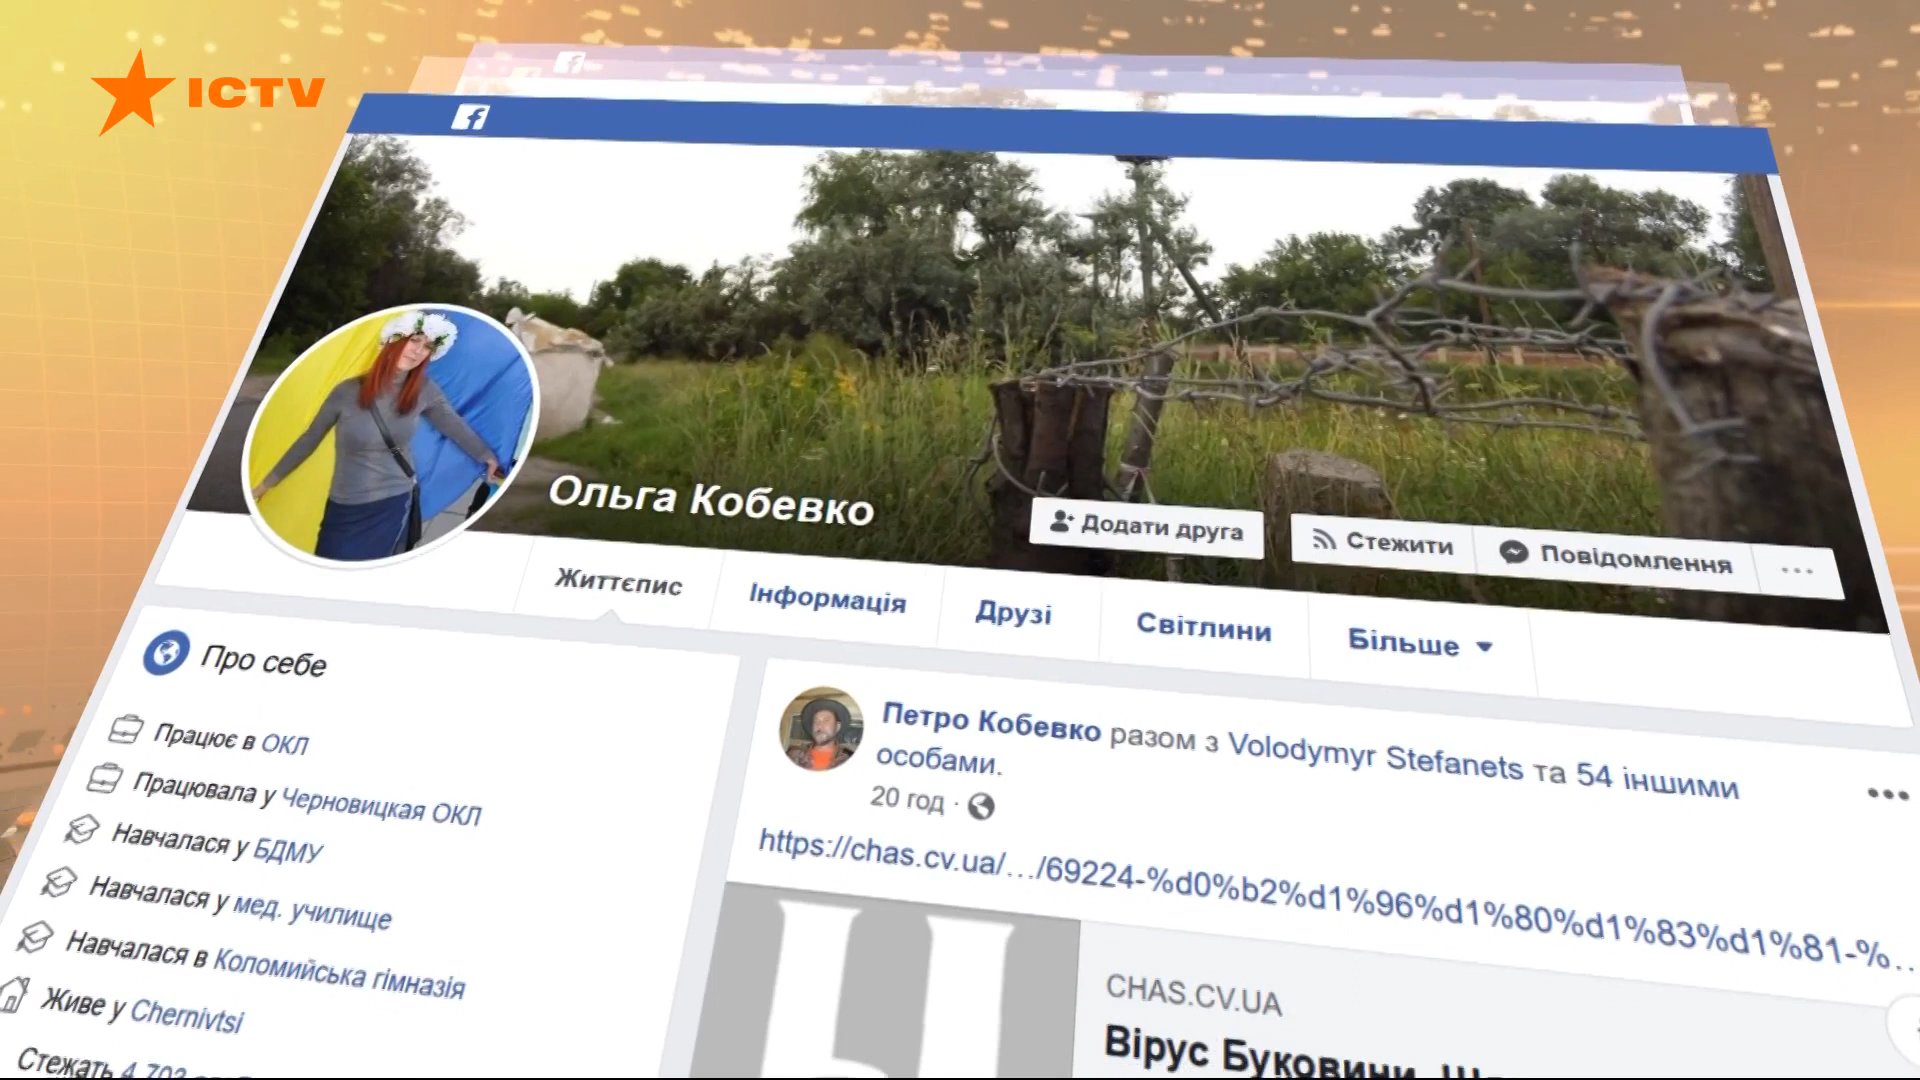 ICTV
Ольга Кобевко
Додати друга
Стежити
Повідомлення
Життєпис
Інформація
Друзі
Світлини
Більше
Про себе
Працює в ОКЛ
Працювала у Черновицкая ОКЛ
Навчалася у БДМУ
Навчалася у мед. училище
Навчалася в Коломийська гімназія
Живе у Chernivtsi
Стежать 4 702
Петро Кобевко разом з Volodymyr Stefanets та 54 іншими
особами.
20 год ·
https://chas.cv.ua/…/69224-%d0%b2%d1%96%d1%80%d1%83%d1%81-%…
CHAS.CV.UA
Вірус Буковини.